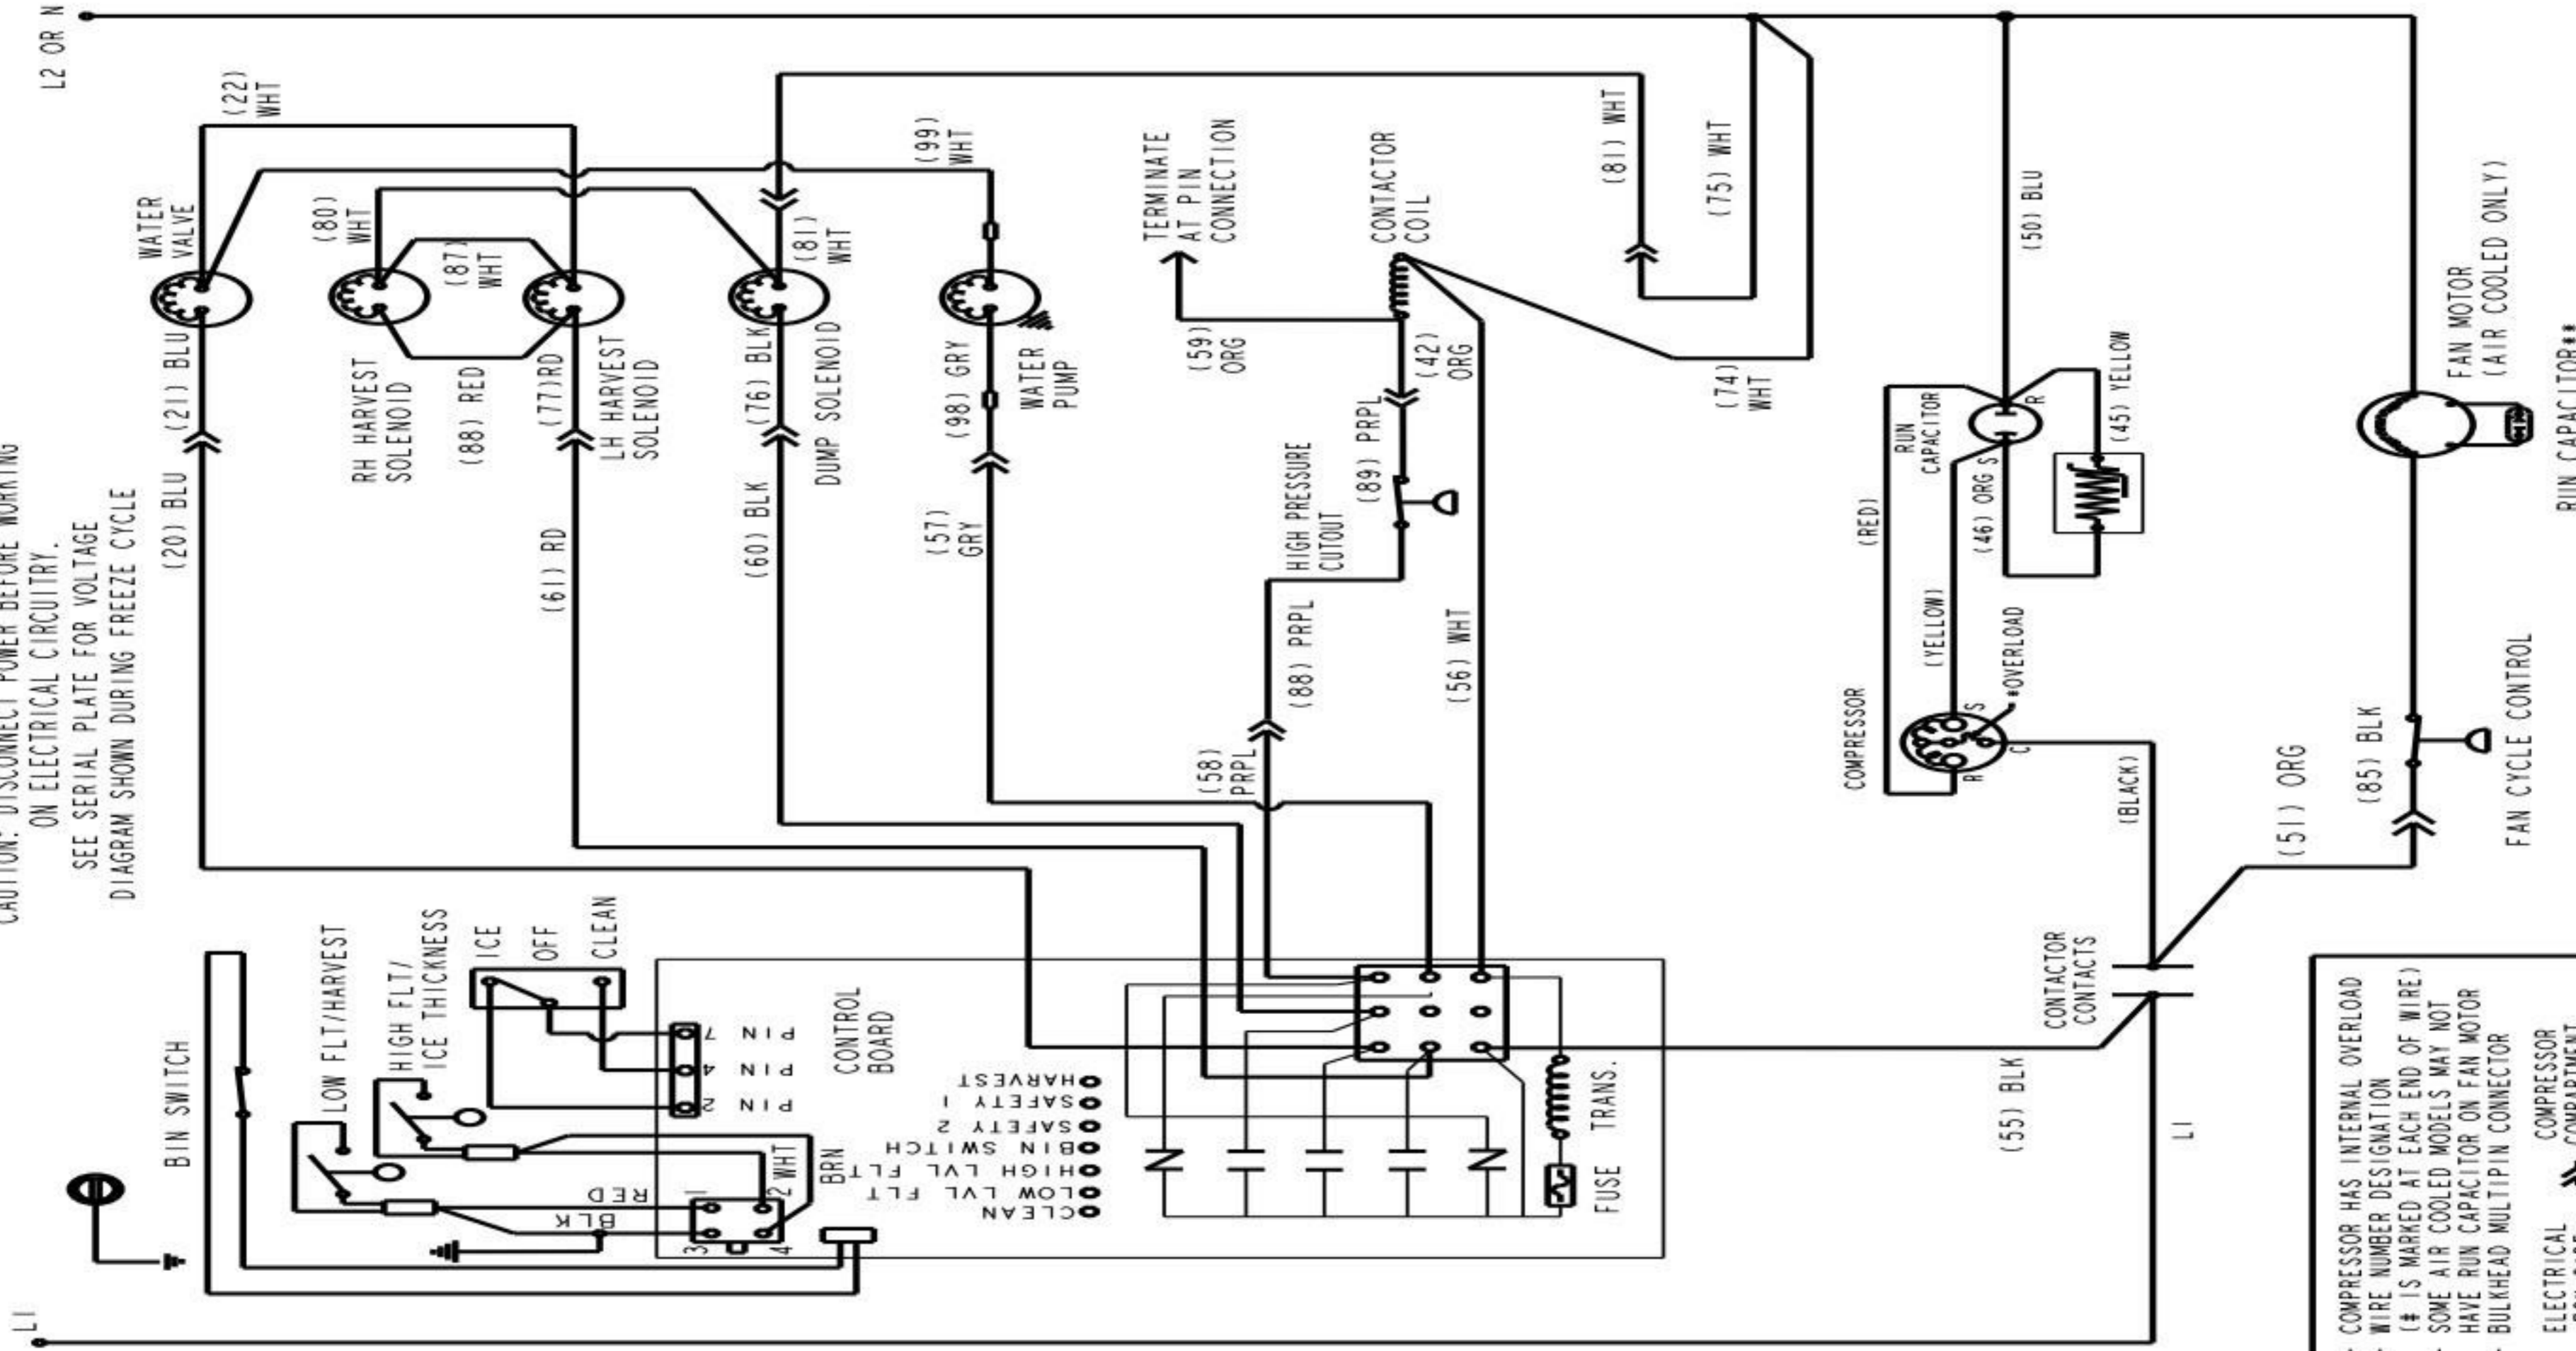 L1
L2 OR N
CAUTION: DISCONNECT POWER BEFORE WORKING
ON ELECTRICAL CIRCUITRY.
SEE SERIAL PLATE FOR VOLTAGE
DIAGRAM SHOWN DURING FREEZE CYCLE
(20) BLU
(21) BLU
WATER
VALVE
(22)
WHT
BIN SWITCH
LOW FLT/HARVEST
HIGH FLT/
ICE THICKNESS
ICE
OFF
CLEAN
RH HARVEST
SOLENOID
(80)
WHT
(88) RED
(87)
WHT
(61) RD
(77)RD
LH HARVEST
SOLENOID
(60) BLK
(76) BLK
DUMP SOLENOID
(81)
WHT
(57)
GRY
(98) GRY
WATER
PUMP
(99)
WHT
RED
BLK
1
2
3
4
WHT
BRN
PIN 7
PIN 4
PIN 2
CONTROL
BOARD
HARVEST
SAFETY 1
SAFETY 2
BIN SWITCH
HIGH LVL FLT
LOW LVL FLT
CLEAN
FUSE
TRANS.
(58)
PRPL
(88) PRPL
HIGH PRESSURE
CUTOUT
(89) PRPL
(59)
ORG
TERMINATE
AT PIN
CONNECTION
(42)
ORG
CONTACTOR
COIL
(56) WHT
(81) WHT
(75) WHT
(74)
WHT
COMPRESSOR
(RED)
RUN
CAPACITOR
(YELLOW)
(46) ORG S
R
(45) YELLOW
(50) BLU
*OVERLOAD
R
S
C
(BLACK)
CONTACTOR
CONTACTS
(55) BLK
L1
(51) ORG
(85) BLK
FAN CYCLE CONTROL
FAN MOTOR
(AIR COOLED ONLY)
RUN CAPACITOR**
COMPRESSOR HAS INTERNAL OVERLOAD
WIRE NUMBER DESIGNATION
(# IS MARKED AT EACH END OF WIRE)
SOME AIR COOLED MODELS MAY NOT
HAVE RUN CAPACITOR ON FAN MOTOR
BULKHEAD MULTIPIN CONNECTOR
ELECTRICAL
COMPRESSOR
COMPARTMENT